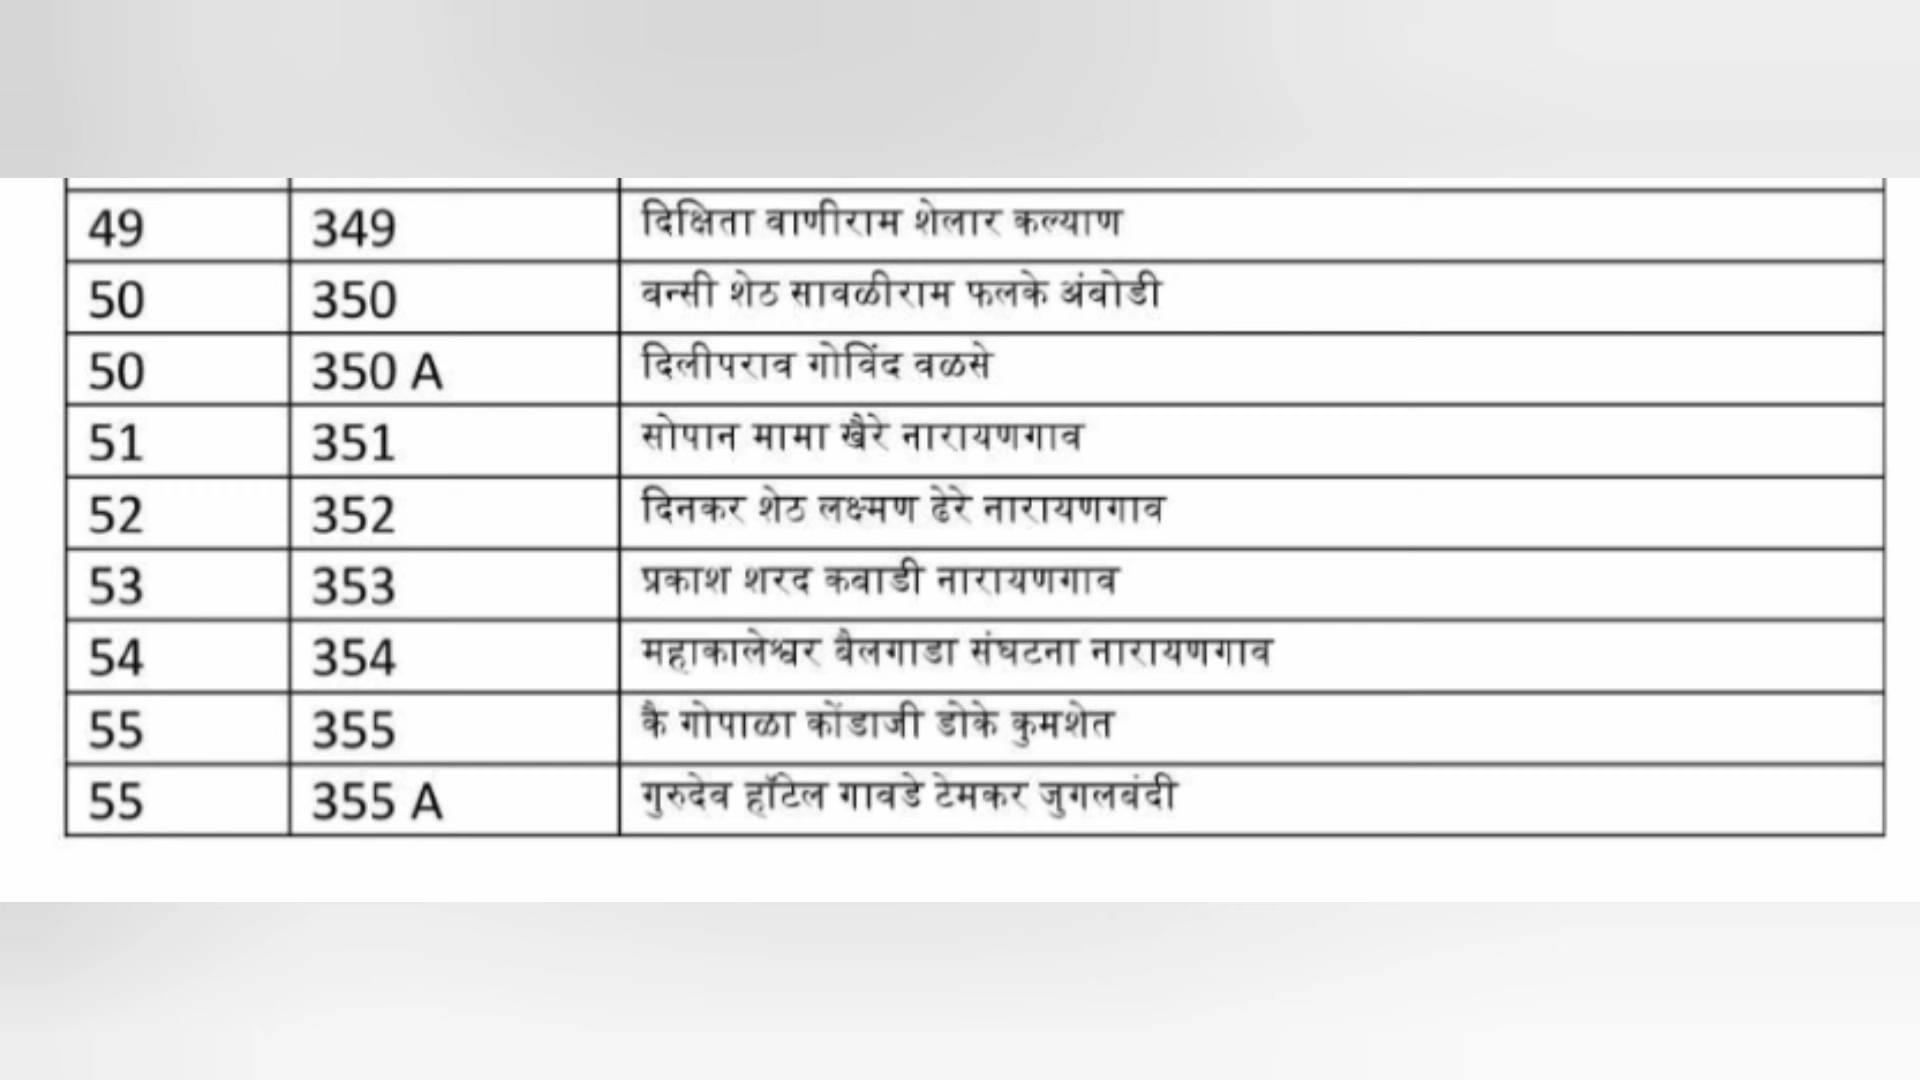 49 349 दिक्षिता वाणीराम शेलार कल्याण
50 350 बन्सी शेठ सावळीराम फलके अंबोडी
50 350 A दिलीपराव गोविंद वळसे
51 351 सोपान मामा खैरे नारायणगाव
52 352 दिनकर शेठ लक्ष्मण ढेरे नारायणगाव
53 353 प्रकाश शरद कबाडी नारायणगाव
54 354 महाकालेश्वर बैलगाडा संघटना नारायणगाव
55 355 कै गोपाळा कोंडाजी डोके कुमशेत
55 355 A गुरुदेव हॉटेल गावडे टेमकर जुगलबंदी